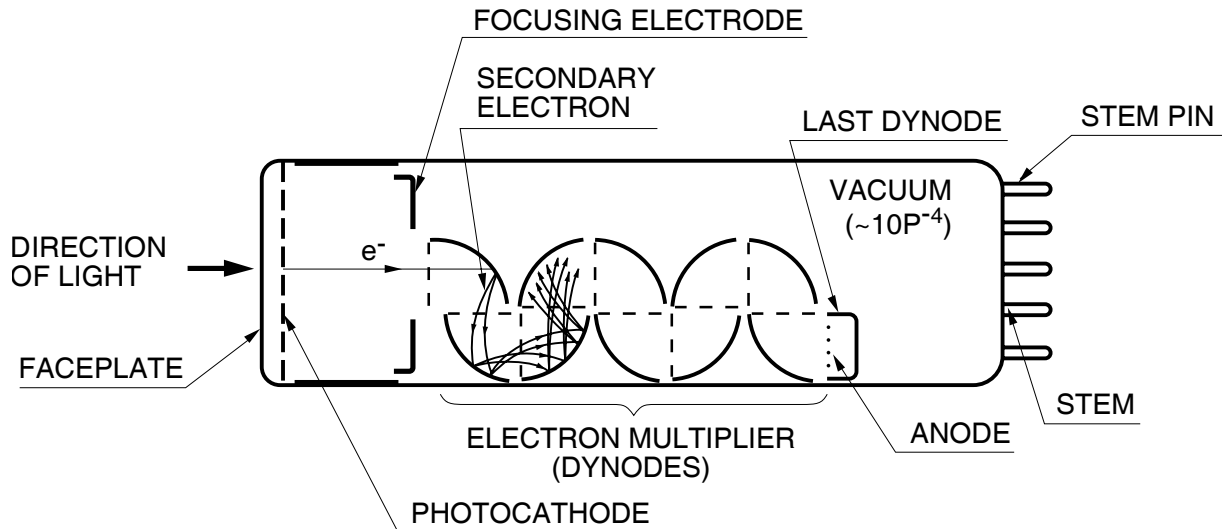 FOCUSING ELECTRODE
SECONDARY
ELECTRON
LAST DYNODE
STEM PIN
VACUUM
(~10P⁻⁴)
DIRECTION
OF LIGHT
e⁻
FACEPLATE
STEM
ANODE
ELECTRON MULTIPLIER
(DYNODES)
PHOTOCATHODE